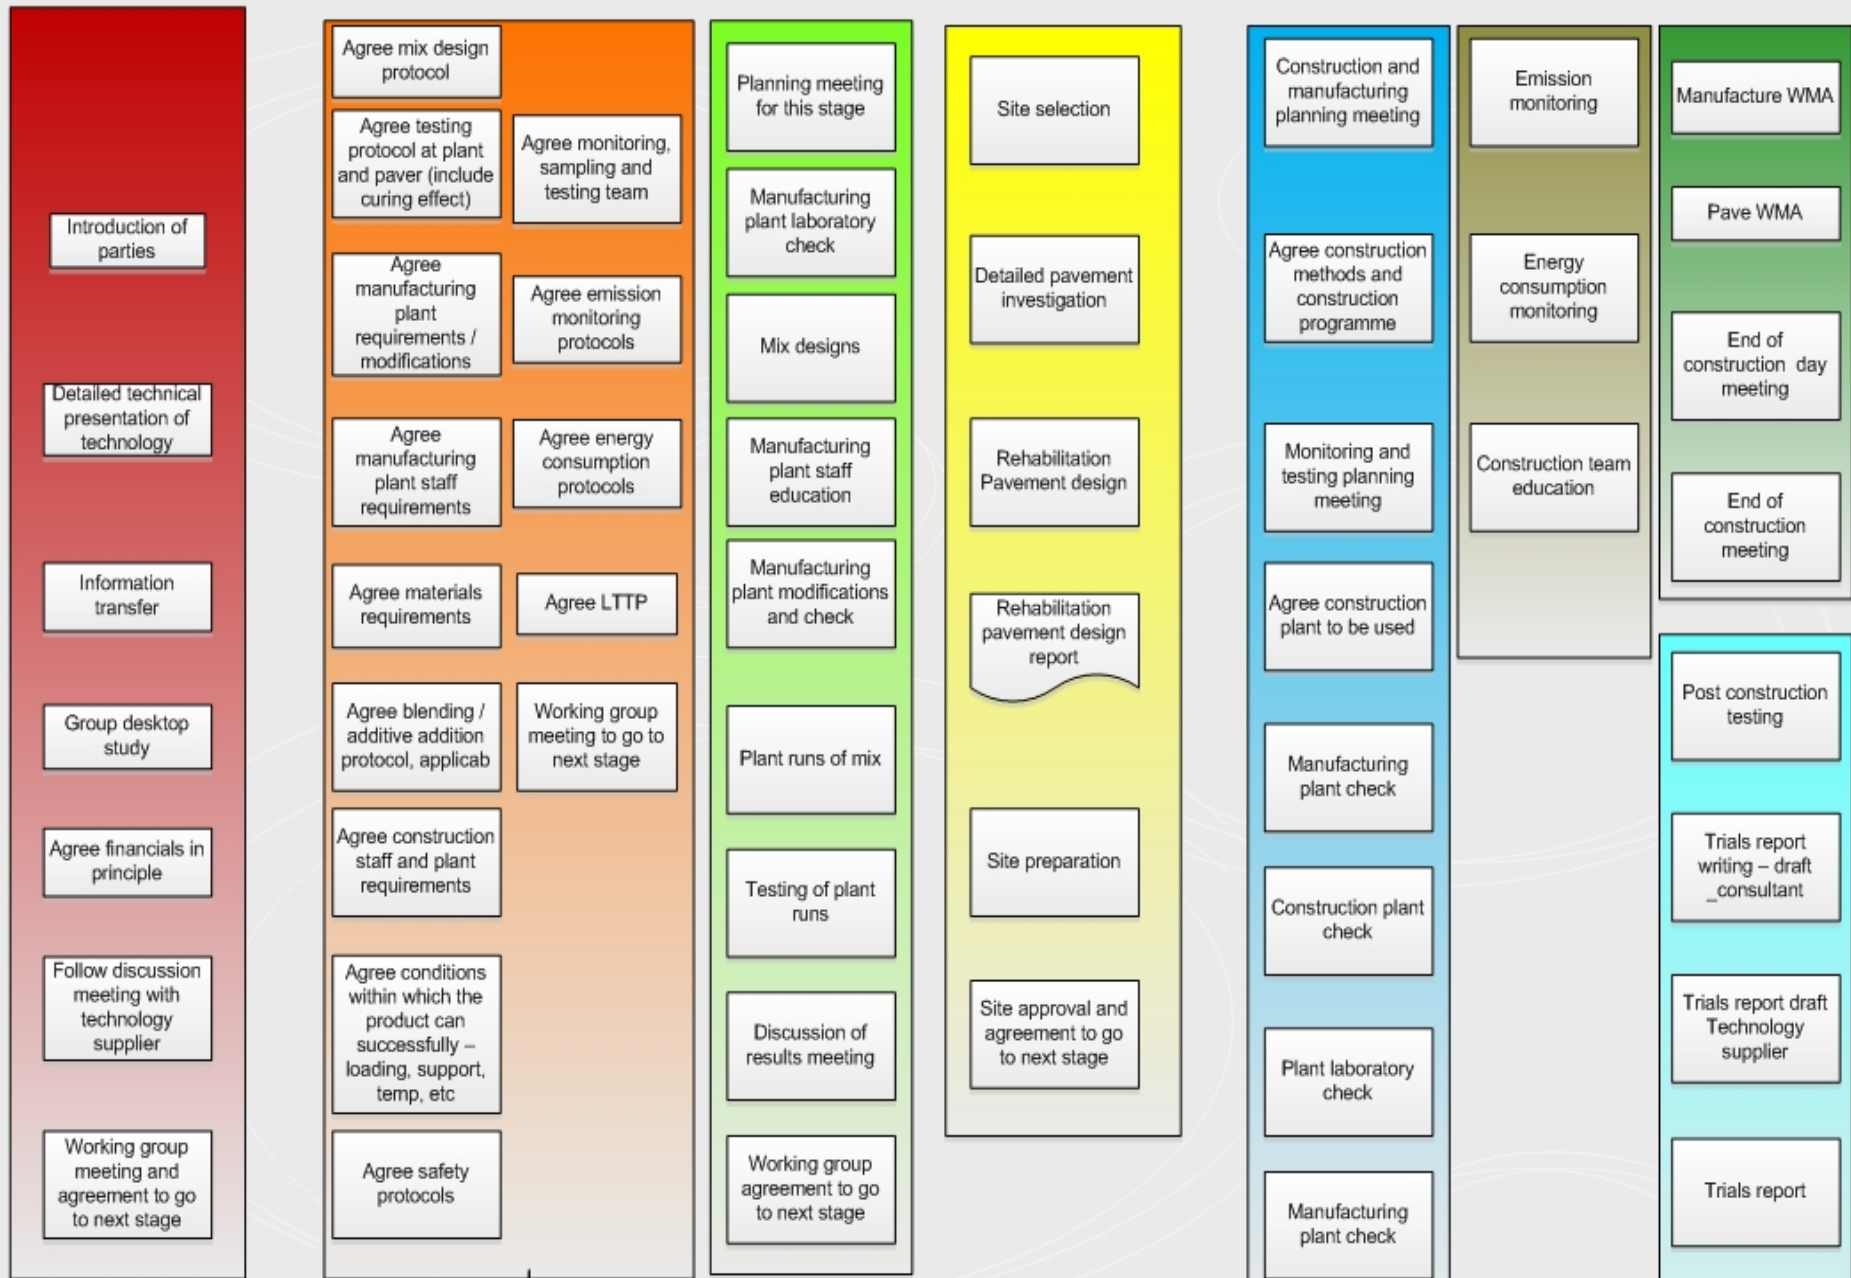 Introduction of
parties
Detailed technical
presentation of
technology
Information
transfer
Group desktop
study
Agree financials in
principle
Follow discussion
meeting with
technology
supplier
Working group
meeting and
agreement to go
to next stage
Agree mix design
protocol
Agree testing
protocol at plant
and paver (include
curing effect)
Agree
manufacturing
plant
requirements /
modifications
Agree
manufacturing
plant staff
requirements
Agree materials
requirements
Agree blending /
additive addition
protocol, applicab
Agree construction
staff and plant
requirements
Agree conditions
within which the
product can
successfully –
loading, support,
temp, etc
Agree safety
protocols
Agree monitoring,
sampling and
testing team
Agree emission
monitoring
protocols
Agree energy
consumption
protocols
Agree LTTP
Working group
meeting to go to
next stage
Planning meeting
for this stage
Manufacturing
plant laboratory
check
Mix designs
Manufacturing
plant staff
education
Manufacturing
plant modifications
and check
Plant runs of mix
Testing of plant
runs
Discussion of
results meeting
Working group
agreement to go
to next stage
Site selection
Detailed pavement
investigation
Rehabilitation
Pavement design
Rehabilitation
pavement design
report
Site preparation
Site approval and
agreement to go
to next stage
Construction and
manufacturing
planning meeting
Agree construction
methods and
construction
programme
Monitoring and
testing planning
meeting
Agree construction
plant to be used
Manufacturing
plant check
Construction plant
check
Plant laboratory
check
Manufacturing
plant check
Emission
monitoring
Energy
consumption
monitoring
Construction team
education
Manufacture WMA
Pave WMA
End of
construction day
meeting
End of
construction
meeting
Post construction
testing
Trials report
writing – draft
_consultant
Trials report draft
Technology
supplier
Trials report